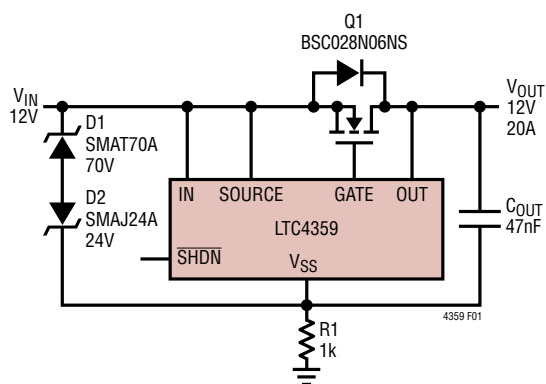 Q1
BSC028N06NS
VIN
12V
VOUT
12V
20A
D1
SMAT70A
70V
D2
SMAJ24A
24V
IN SOURCE GATE OUT
LTC4359
SHDN
VSS
COUT
47nF
4359 F01
R1
1k